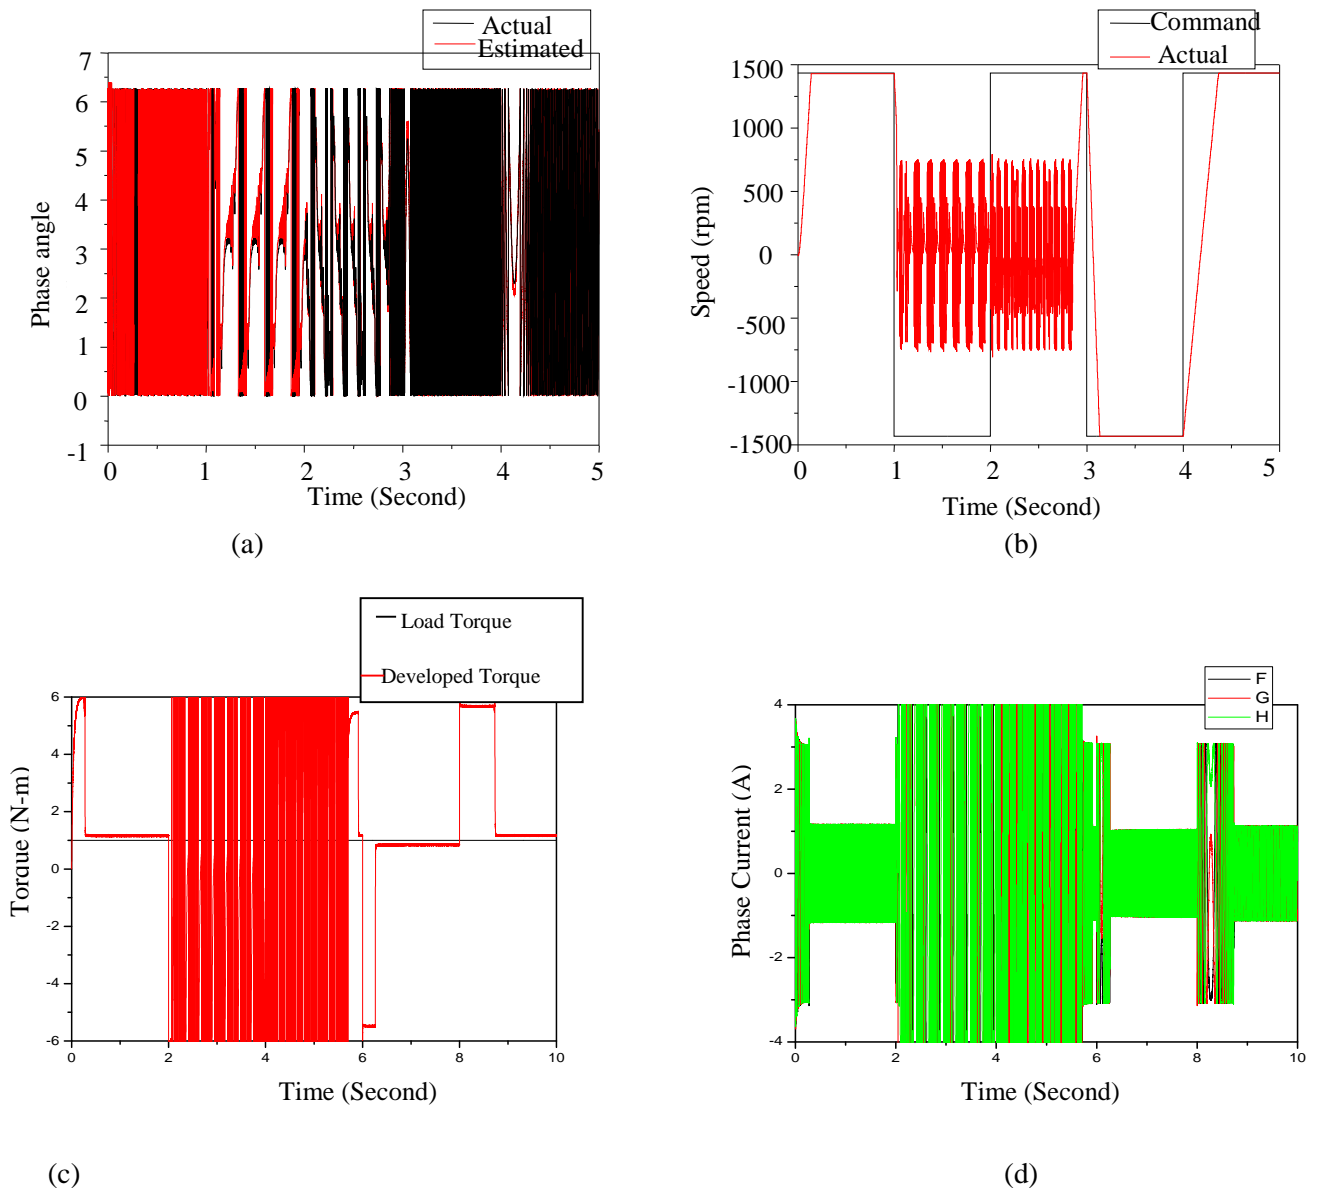 Actual
Estimated
7
6
5
4
3
2
1
0
-1
Phase angle
0 1 2 3 4 5
Time (Second)
(a)
Command
Actual
1500
1000
500
0
-500
-1000
-1500
Speed (rpm)
0 1 2 3 4 5
Time (Second)
(b)
Load Torque
Developed Torque
6
4
2
0
-2
-4
-6
Torque (N-m)
0 2 4 6 8 10
Time (Second)
(c)
F
G
H
4
2
0
-2
-4
Phase Current (A)
0 2 4 6 8 10
Time (Second)
(d)